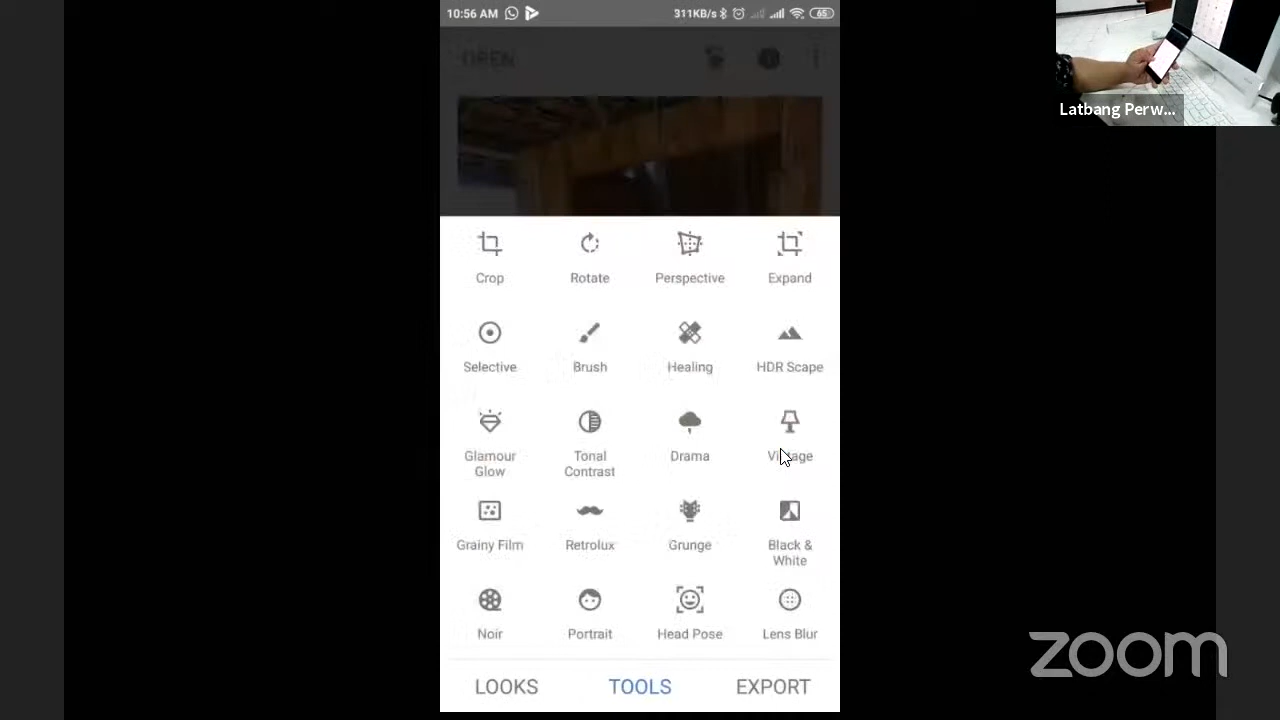 10:56 AM
311KB/s
65
OPEN
Latbang Perw...
Crop
Rotate
Perspective
Expand
Selective
Brush
Healing
HDR Scape
Glamour
Glow
Tonal
Contrast
Drama
Vintage
Grainy Film
Retrolux
Grunge
Black &
White
Noir
Portrait
Head Pose
Lens Blur
LOOKS
TOOLS
EXPORT
zoom